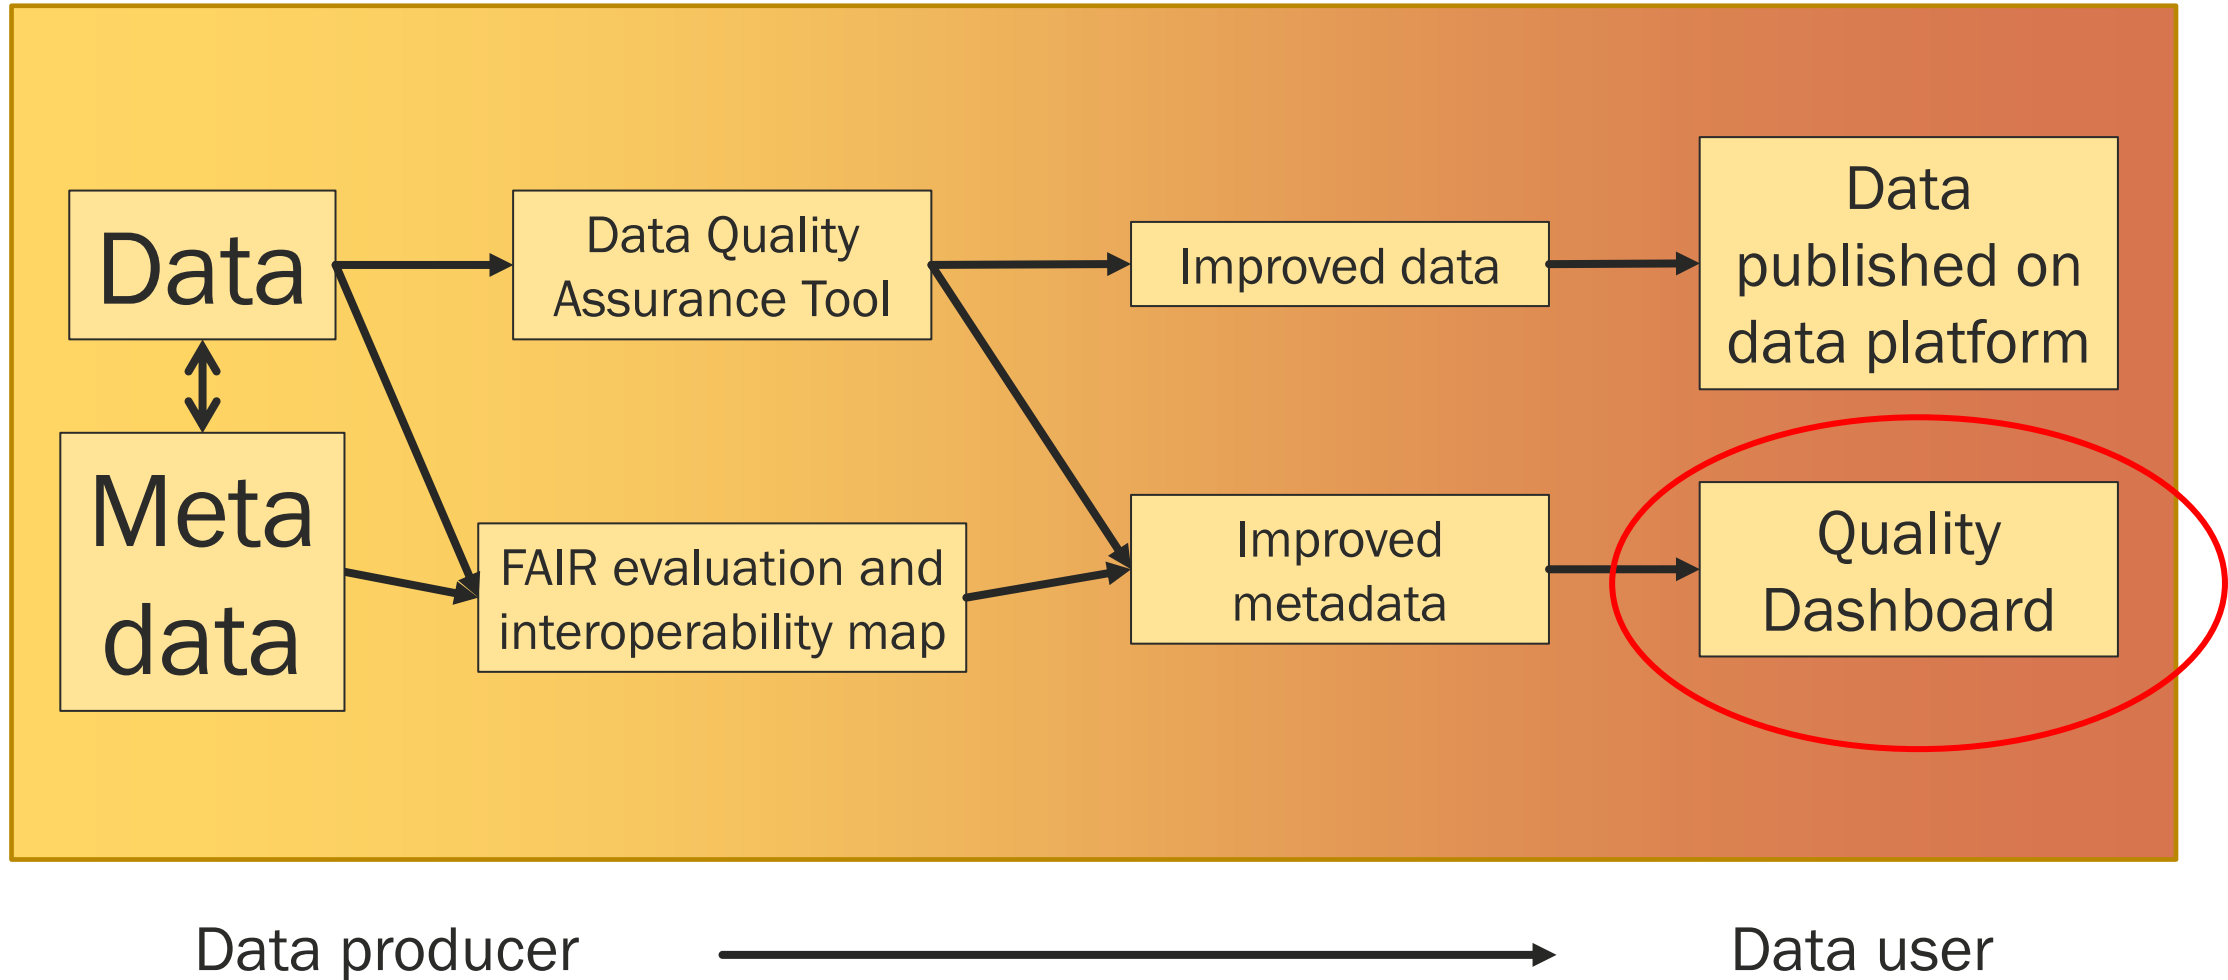 Data
Meta
data
Data Quality
Assurance Tool
FAIR evaluation and
interoperability map
Improved data
Improved
metadata
Data
published on
data platform
Quality
Dashboard
Data producer
Data user